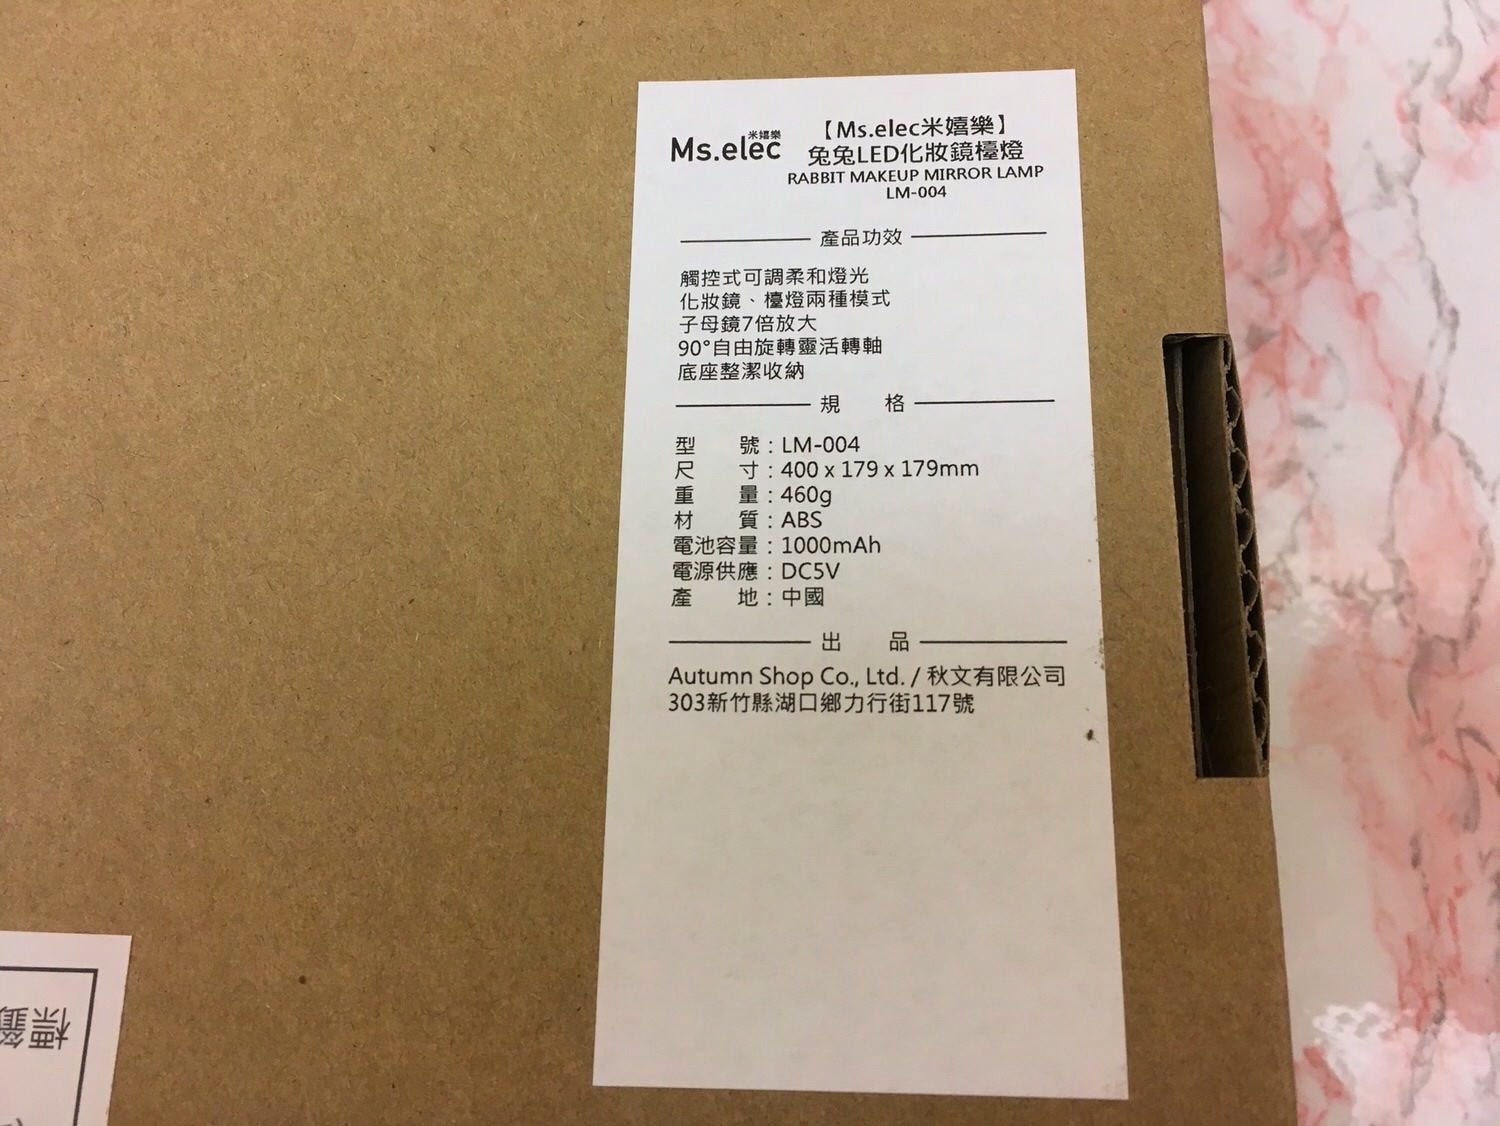 米嬉樂
Ms.elec
【Ms.elec米嬉樂】
兔兔LED化妝鏡檯燈
RABBIT MAKEUP MIRROR LAMP
LM-004
產品功效
觸控式可調柔和燈光
化妝鏡、檯燈兩種模式
子母鏡7倍放大
90°自由旋轉靈活轉軸
底座整潔收納
規 格
型 號：LM-004
尺 寸：400 x 179 x 179mm
重 量：460g
材 質：ABS
電池容量：1000mAh
電源供應：DC5V
產 地：中國
出 品
Autumn Shop Co., Ltd. / 秋文有限公司
303新竹縣湖口鄉力行街117號
標籤